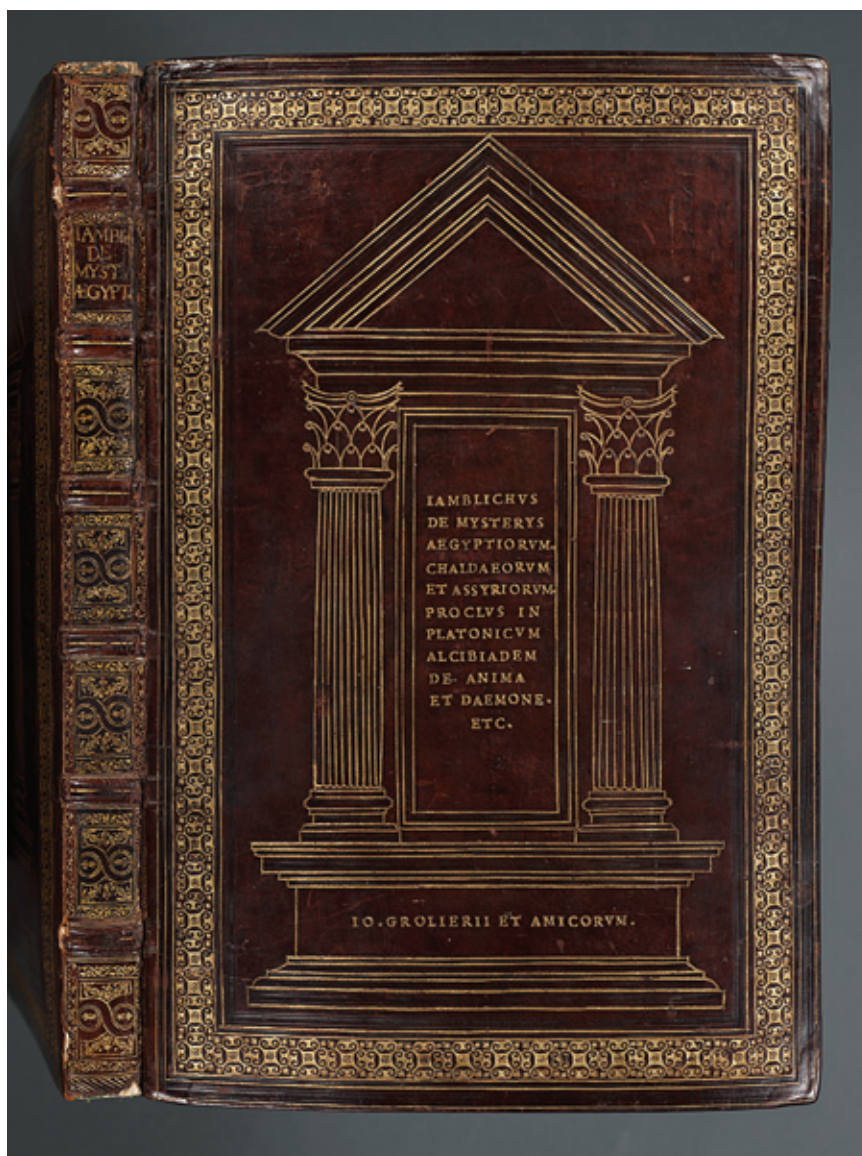 IAMBL
DE
MYST
ÆGYPT
IAMBLICHVS
DE MYSTERYS
AEGYPTIORVM.
CHALDAEORVM
ET ASSYRIORVM.
PROCLVS IN
PLATONICVM
ALCIBIADEM
DE· ANIMA
ET DAEMONE.
ETC.
IO. GROLIERII ET AMICORVM.